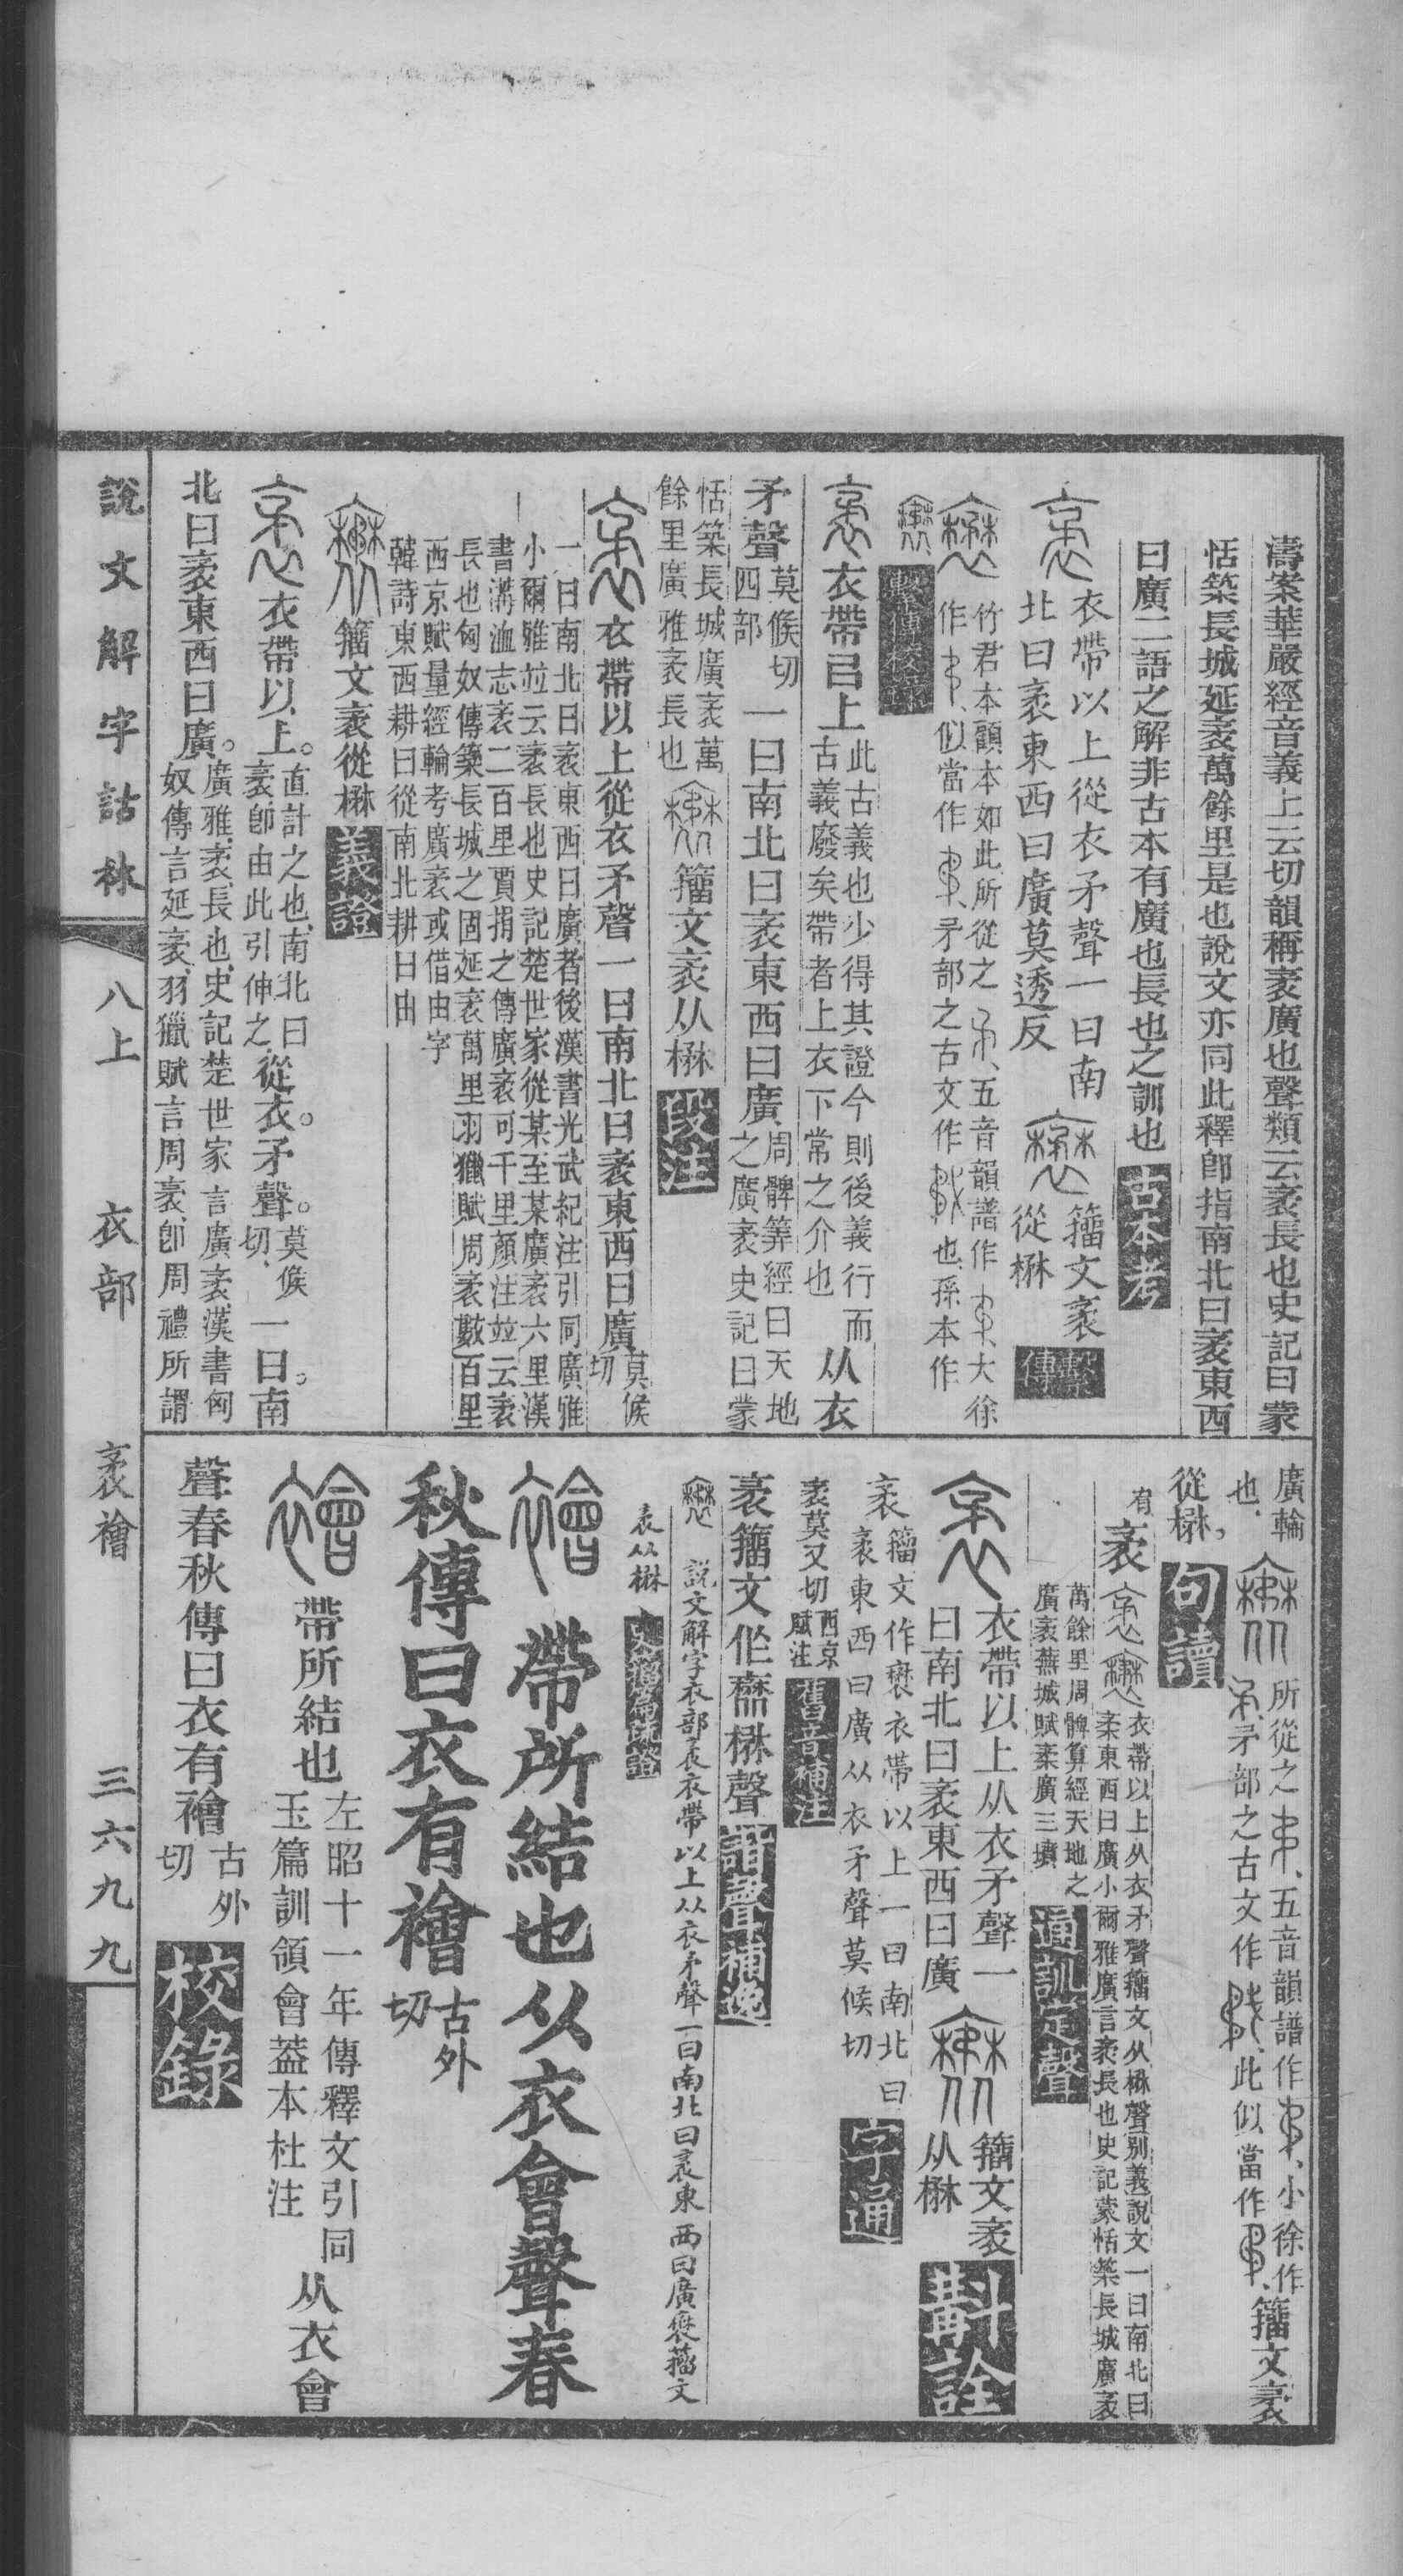 濤案華嚴經音義上云切韻稱袤廣也聲類云袤長也史記曰蒙
恬築長城延袤萬餘里是也說文亦同此釋卽指南北曰袤東西
曰廣二語之解非古本有廣也長也之訓也 古本考
衣帶以上從衣矛聲一曰南
北曰袤東西曰廣莫透反
籒文袤
從楙
繫傳
竹君本顧本如此所從之
五音韻譜作
大徐
作
似當作
矛部之古文作
也孫本作
繫傳校錄
衣帶㠯上
此古義也少得其證今則後義行而
古義廢矣帶者上衣下常之介也
从衣
矛聲
莫候切
四部
一曰南北曰袤東西曰廣
周髀筭經曰天地
之廣袤史記曰蒙
恬築長城廣袤萬
餘里廣雅袤長也
籒文袤从楙 段注
衣帶以上從衣矛聲一曰南北曰袤東西曰廣
莫候
切
一曰南北曰袤東西曰廣者後漢書光武紀注引同廣雅
小爾雅竝云袤長也史記楚世家從某至某廣袤六里漢
書溝洫志袤二百里賈捐之傳廣袤可千里顏注竝云袤
長也匈奴傳築長城之固延袤萬里羽獵賦周袤數百里
西京賦量經輪考廣袤或借由字
韓詩東西耕曰從南北耕曰由
籒文袤從楙 義證
衣帶以上。
直計之也南北曰
袤卽由此引伸之
從衣。矛聲。
莫候
切
一曰。南
北曰袤東西曰廣。
廣雅袤長也史記楚世家言廣袤漢書匈
奴傳言延袤羽獵賦言周袤卽周禮所謂
說文解字詁林
八上 衣部 袤襘 三六九九
廣輪
也
所從之
五音韻譜作
小徐作
矛部之古文作
此似當作
籒文袤
從楙, 句讀
有
袤
衣帶以上从衣矛聲籒文从楙聲別義說文一曰南北曰
袤東西曰廣小爾雅廣言袤長也史記蒙恬築長城廣袤
萬餘里周髀算經天地之
廣袤蕪城賦袤廣三墳
通訓定聲
衣帶以上从衣矛聲一
曰南北曰袤東西曰廣
籒文袤
从楙
斠詮
袤
籒文作
衣帶以上一曰南北曰
袤東西曰廣从衣矛聲莫候切
字通
袤莫又切
西京
賦注
舊音補注
袤籒文作
楙聲 諧聲補逸
說文解字衣部袤衣帶以上从衣矛聲一曰南北曰袤東西曰廣
籒文
袤从楙 史籒篇疏證
襘 帶所結也从衣會聲春
秋傳曰衣有襘
古外
切
帶所結也
左昭十一年傳釋文引同
玉篇訓領會蓋本杜注
从衣會
聲春秋傳曰衣有襘
古外
切
校錄